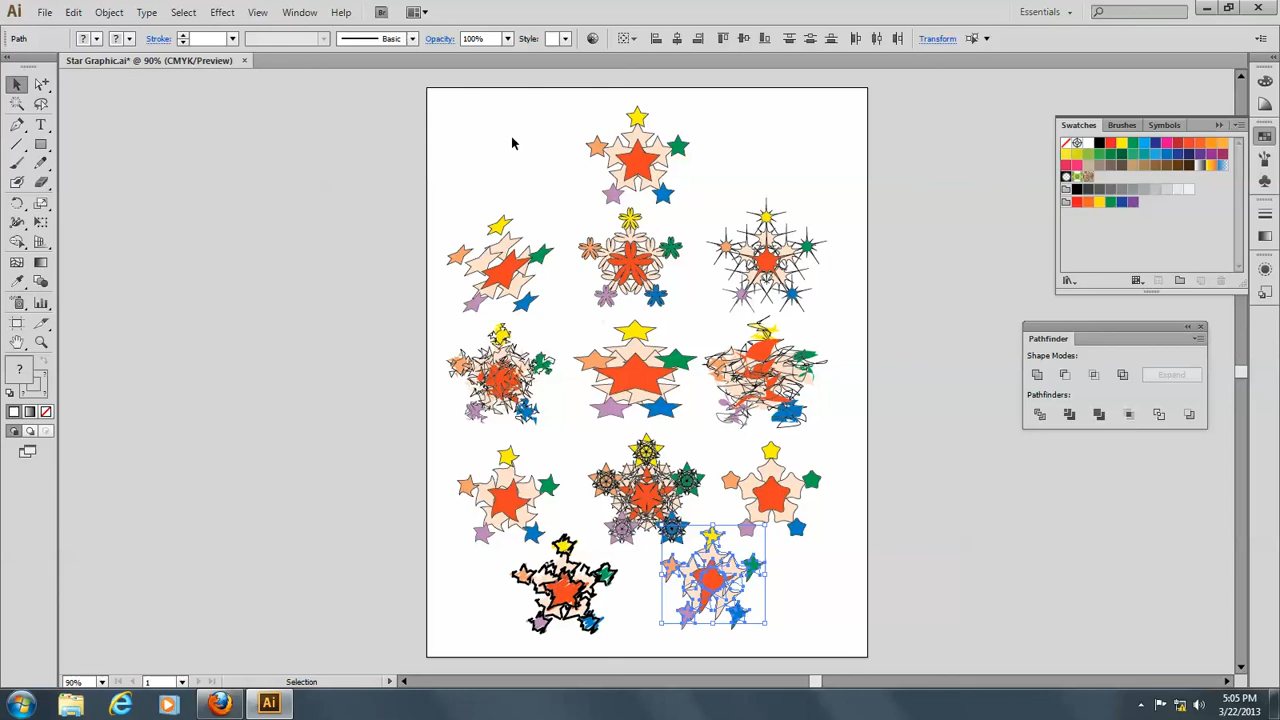 Ai File Edit Object Type Select Effect View Window Help Br Essentials
Path ? ? Stroke: Basic Opacity: 100% Style: Transform
Star Graphic.ai* @ 90% (CMYK/Preview)
Swatches Brushes Symbols
Pathfinder
Shape Modes:
Expand
Pathfinders:
T
?
90% 1 Selection
Ai
5:05 PM
3/22/2013